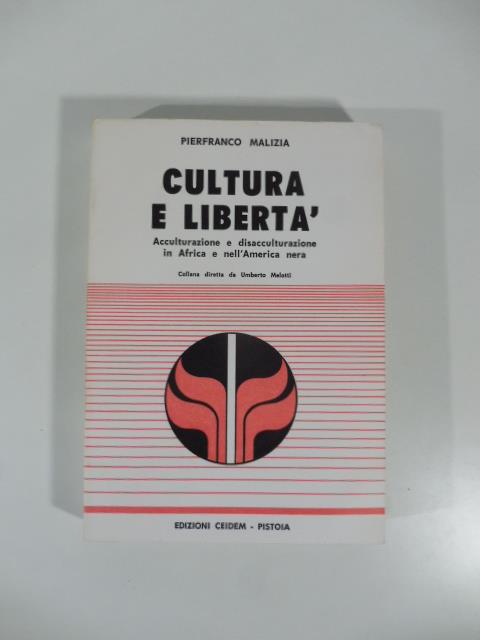 PIERFRANCO MALIZIA
CULTURA
E LIBERTA'
Acculturazione e disacculturazione
in Africa e nell'America nera
Collana diretta da Umberto Melotti
EDIZIONI CEIDEM - PISTOIA